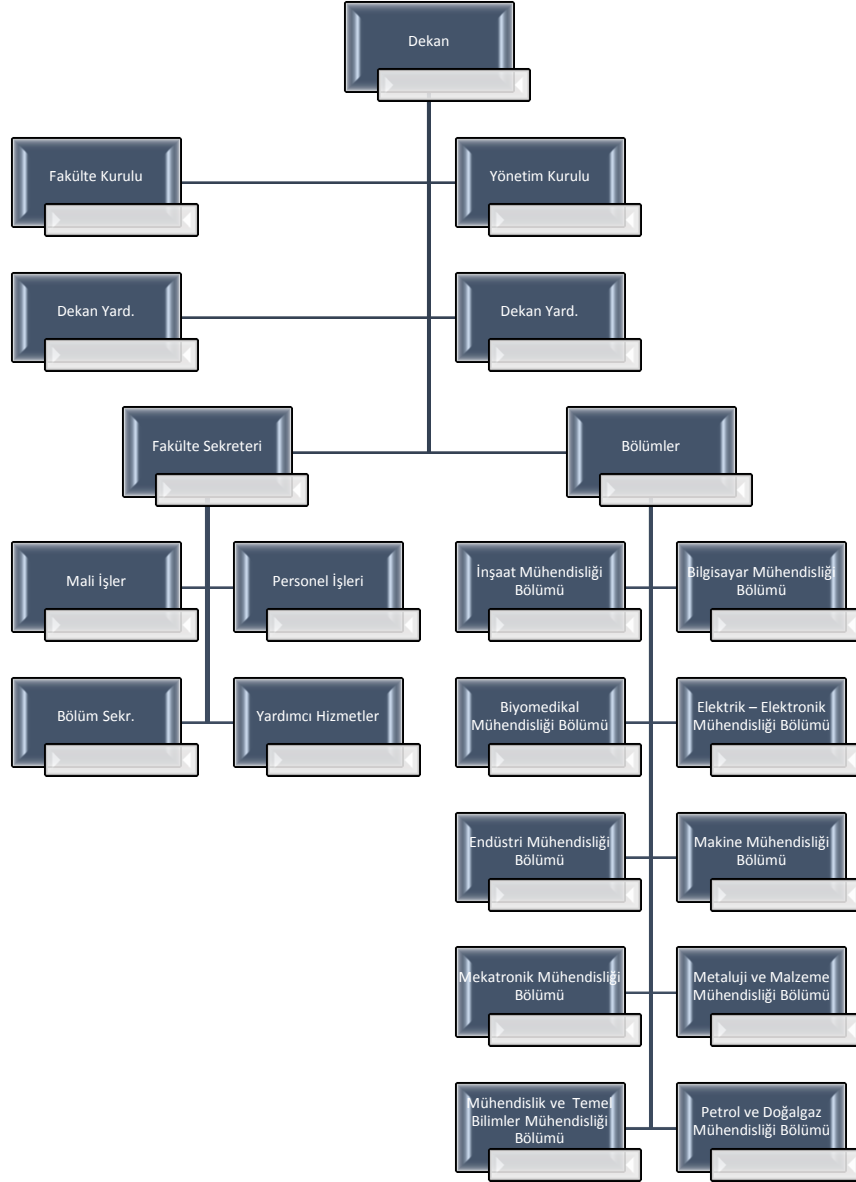 Dekan
Fakülte Kurulu
Yönetim Kurulu
Dekan Yard.
Dekan Yard.
Fakülte Sekreteri
Bölümler
Mali İşler
Personel İşleri
İnşaat Mühendisliği
Bölümü
Bilgisayar Mühendisliği
Bölümü
Bölüm Sekr.
Yardımcı Hizmetler
Biyomedikal
Mühendisliği Bölümü
Elektrik – Elektronik
Mühendisliği Bölümü
Endüstri Mühendisliği
Bölümü
Makine Mühendisliği
Bölümü
Mekatronik Mühendisliği
Bölümü
Metaluji ve Malzeme
Mühendisliği Bölümü
Mühendislik ve Temel
Bilimler Mühendisliği
Bölümü
Petrol ve Doğalgaz
Mühendisliği Bölümü